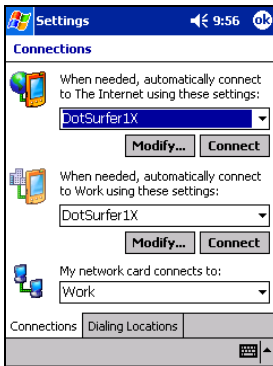 Settings 9:56 ok
Connections
When needed, automatically connect
to The Internet using these settings:
DotSurfer1X
Modify... Connect
When needed, automatically connect
to Work using these settings:
DotSurfer1X
Modify... Connect
My network card connects to:
Work
Connections Dialing Locations